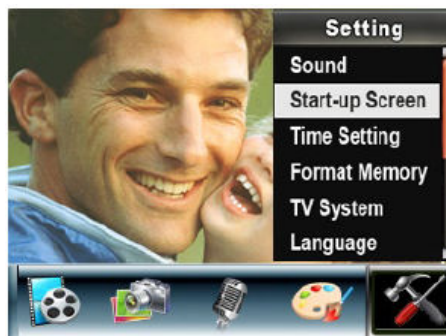 Setting
Sound
Start-up Screen
Time Setting
Format Memory
TV System
Language